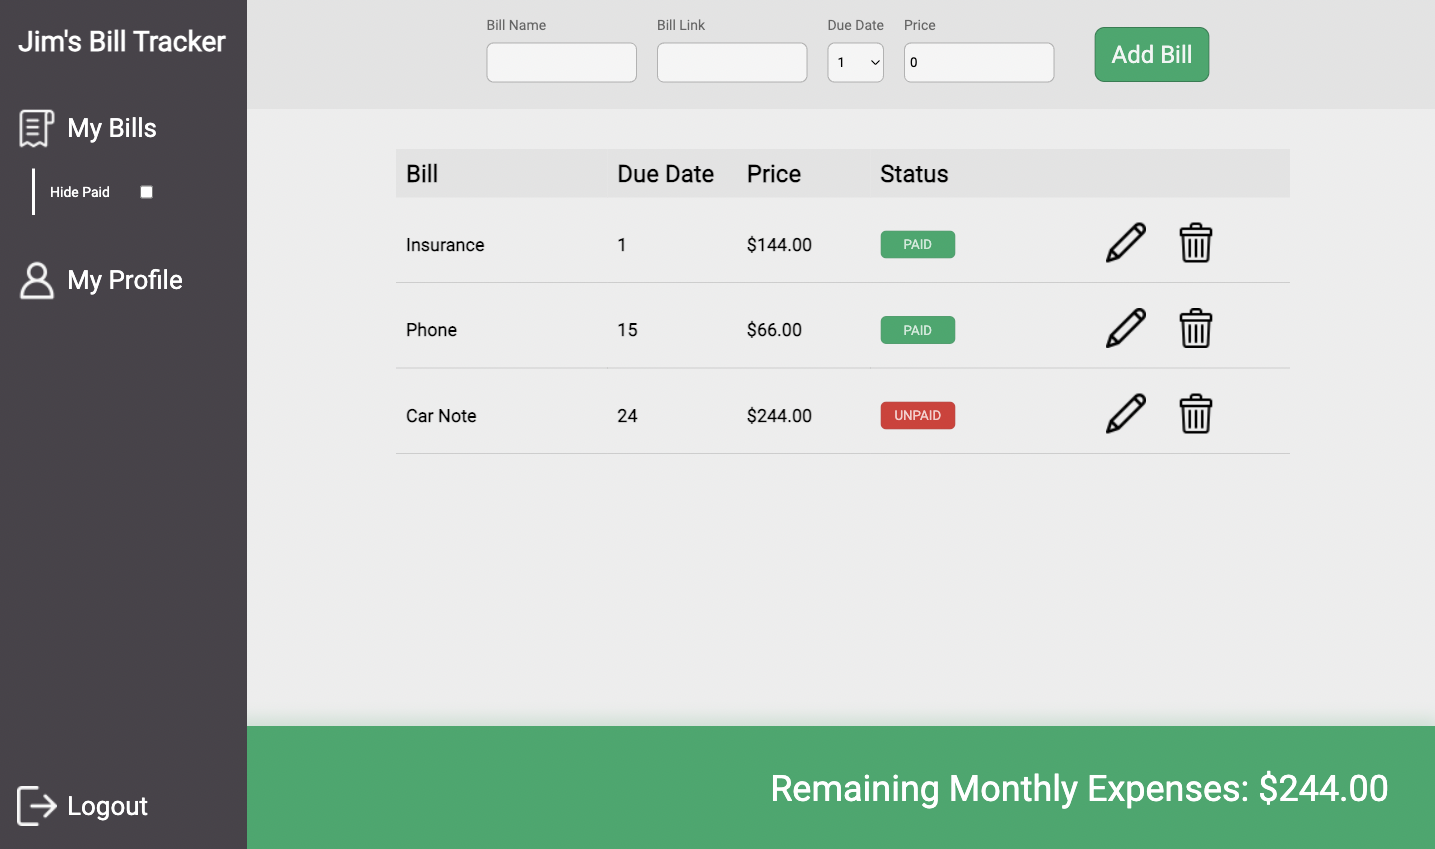 Jim's Bill Tracker
My Bills
Hide Paid
My Profile
Logout
Bill Name Bill Link Due Date Price
1 0
Add Bill
Bill Due Date Price Status
Insurance 1 $144.00 PAID
Phone 15 $66.00 PAID
Car Note 24 $244.00 UNPAID
Remaining Monthly Expenses: $244.00